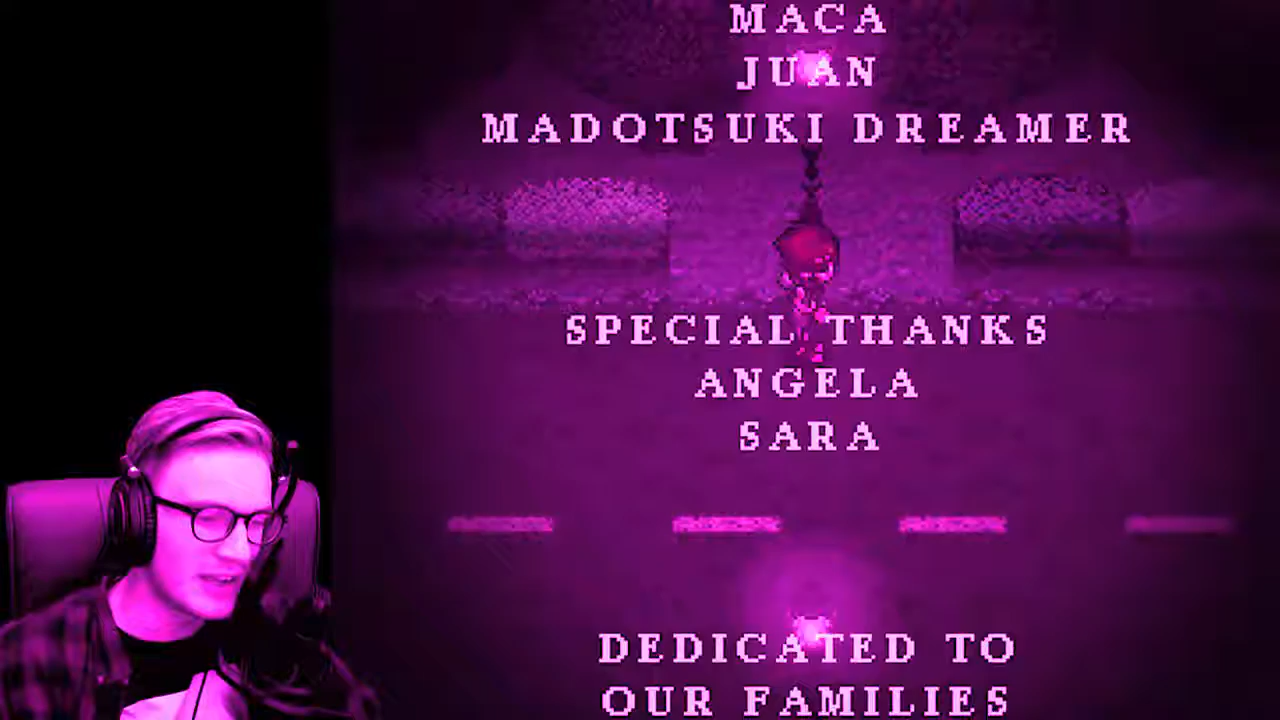 MACA
JUAN
MADOTSUKI DREAMER
SPECIAL THANKS
ANGELA
SARA
DEDICATED TO
OUR FAMILIES